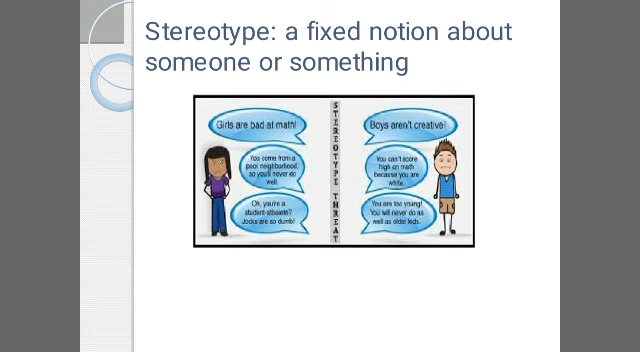 Stereotype: a fixed notion about
someone or something
Girls are bad at math!
You come from a
poor neighborhood,
so you'll never do
well.
Oh, you're a
student-athelete?
Jocks are so dumb!
STEREOTYPE THREAT
Boys aren't creative!
You can't score
high on math
because you are
white.
You are too young!
You will never do as
well as older kids.